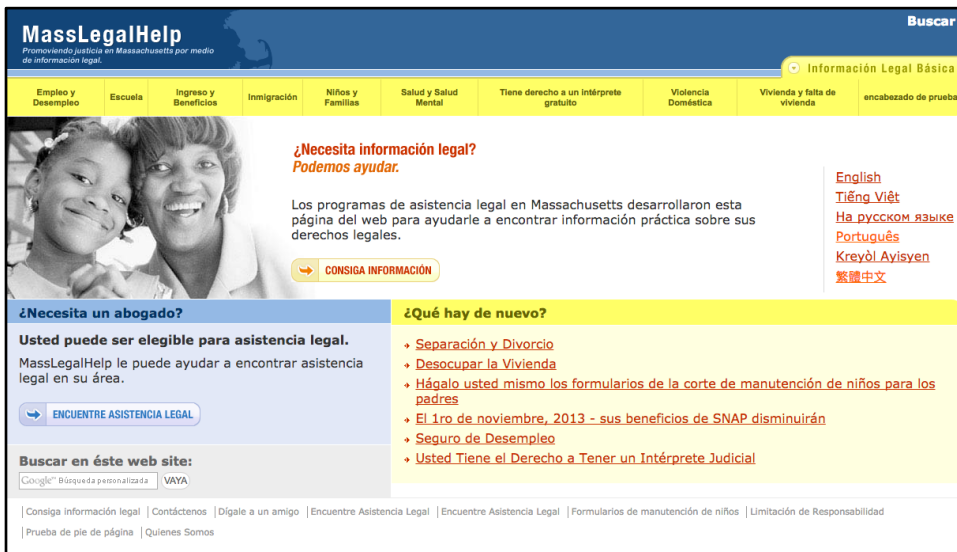 MassLegalHelp
Promoviendo justicia en Massachusetts por medio
de información legal.
Buscar
Información Legal Básica
Empleo y
Desempleo
Escuela
Ingreso y
Beneficios
Inmigración
Niños y
Familias
Salud y Salud
Mental
Tiene derecho a un intérprete
gratuito
Violencia
Doméstica
Vivienda y falta de
vivienda
encabezado de prueba
¿Necesita información legal?
Podemos ayudar.
Los programas de asistencia legal en Massachusetts desarrollaron esta
página del web para ayudarle a encontrar información práctica sobre sus
derechos legales.
CONSIGA INFORMACIÓN
English
Tiếng Việt
На русском языке
Português
Kreyòl Ayisyen
繁體中文
¿Necesita un abogado?
Usted puede ser elegible para asistencia legal.
MassLegalHelp le puede ayudar a encontrar asistencia
legal en su área.
ENCUENTRE ASISTENCIA LEGAL
Buscar en éste web site:
Google™ Búsqueda personalizada
VAYA
¿Qué hay de nuevo?
Separación y Divorcio
Desocupar la Vivienda
Hágalo usted mismo los formularios de la corte de manutención de niños para los
padres
El 1ro de noviembre, 2013 - sus beneficios de SNAP disminuirán
Seguro de Desempleo
Usted Tiene el Derecho a Tener un Intérprete Judicial
| Consiga información legal | Contáctenos | Dígale a un amigo | Encuentre Asistencia Legal | Encuentre Asistencia Legal | Formularios de manutención de niños | Limitación de Responsabilidad
| Prueba de pie de página | Quienes Somos